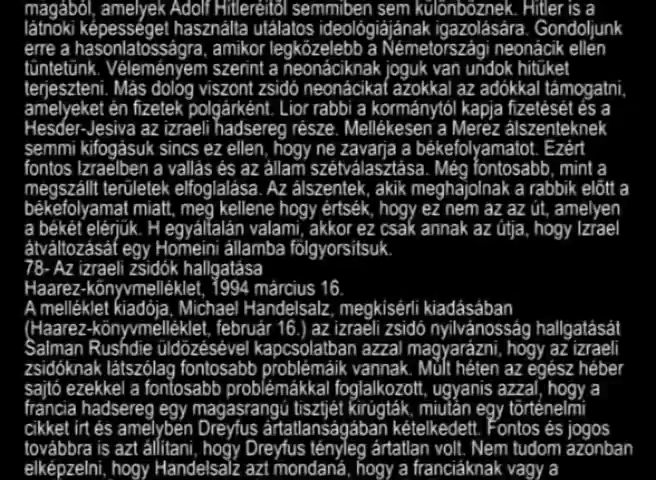 magából, amelyek Adolf Hitleréitől semmiben sem különböznek. Hitler is a
látnoki képességet használta utálatos ideológiájának igazolására. Gondoljunk
erre a hasonlatosságra, amikor legközelebb a Németországi neonácik ellen
tüntetünk. Véleményem szerint a neonáciknak joguk van undok hitüket
terjeszteni. Más dolog viszont zsidó neonácikat azokkal az adókkal támogatni,
amelyeket én fizetek polgárként. Lior rabbi a kormánytól kapja fizetését és a
Hesder-Jesiva az izraeli hadsereg része. Mellékesen a Merez álszenteknek
semmi kifogásuk sincs ez ellen, hogy ne zavarja a békefolyamatot. Ezért
fontos Izraelben a vallás és az állam szétválasztása. Még fontosabb, mint a
megszállt területek elfoglalása. Az álszentek, akik meghajolnak a rabbik előtt a
békefolyamat miatt, meg kellene hogy értsék, hogy ez nem az az út, amelyen
a békét elérjük. H egyáltalán valami, akkor ez csak annak az útja, hogy Izrael
átváltozását egy Homeini államba fölgyorsítsuk.
78- Az izraeli zsidók hallgatása
Haarez-könyvmelléklet, 1994 március 16.
A melléklet kiadója, Michael Handelsalz, megkísérli kiadásában
(Haarez-könyvmelléklet, február 16.) az izraeli zsidó nyilvánosság hallgatását
Salman Rushdie üldözésével kapcsolatban azzal magyarázni, hogy az izraeli
zsidóknak látszólag fontosabb problémáik vannak. Múlt héten az egész héber
sajtó ezekkel a fontosabb problémákkal foglalkozott, ugyanis azzal, hogy a
francia hadsereg egy magasrangú tisztjét kirúgták, miután egy történelmi
cikket írt és amelyben Dreyfus ártatlanságában kételkedett. Fontos és jogos
továbbra is azt állítani, hogy Dreyfus tényleg ártatlan volt. Nem tudom azonban
elképzelni, hogy Handelsalz azt mondaná, hogy a franciáknak vagy a